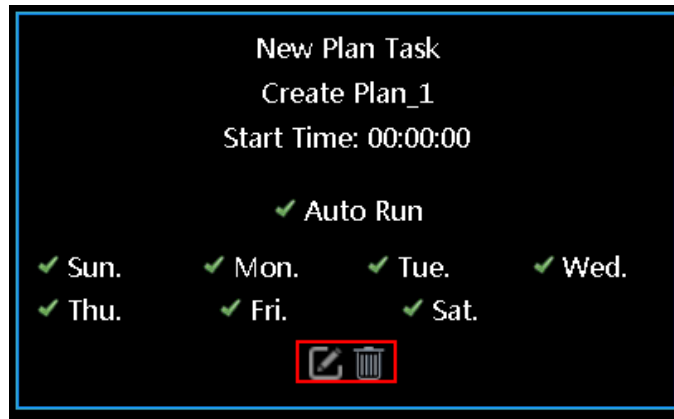 New Plan Task
Create Plan_1
Start Time: 00:00:00
Auto Run
Sun. Mon. Tue. Wed.
Thu. Fri. Sat.